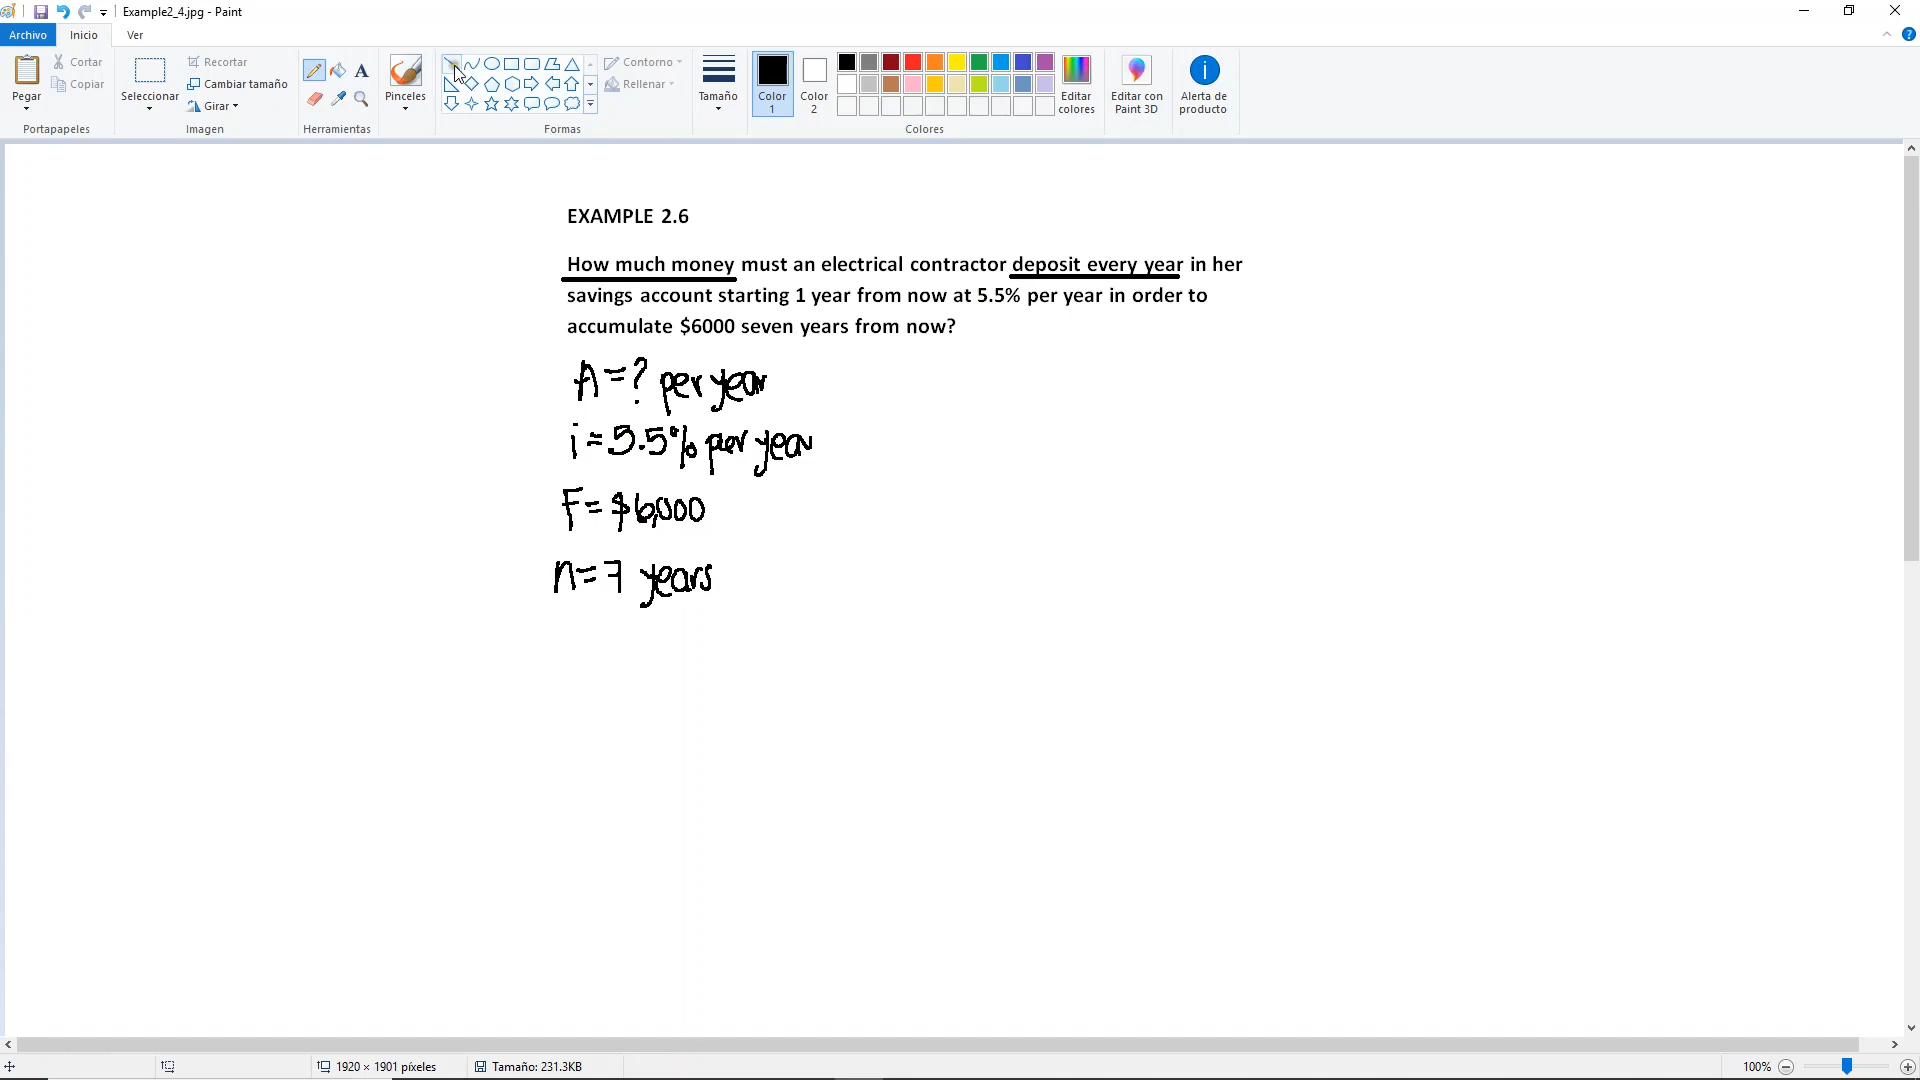 Example2_4.jpg - Paint
Archivo Inicio Ver
Pegar
Cortar
Copiar
Portapapeles
Seleccionar
Recortar
Cambiar tamaño
Girar
Imagen
A
Herramientas
Pinceles
Contorno
Rellenar
Formas
Tamaño
Color 1
Color 2
Editar colores
Colores
Editar con Paint 3D
Alerta de producto
EXAMPLE 2.6
How much money must an electrical contractor deposit every year in her
savings account starting 1 year from now at 5.5% per year in order to
accumulate $6000 seven years from now?
A = ? per year
i = 5.5% per year
F = $6,000
n = 7 years
1920 × 1901 píxeles Tamaño: 231.3KB 100%